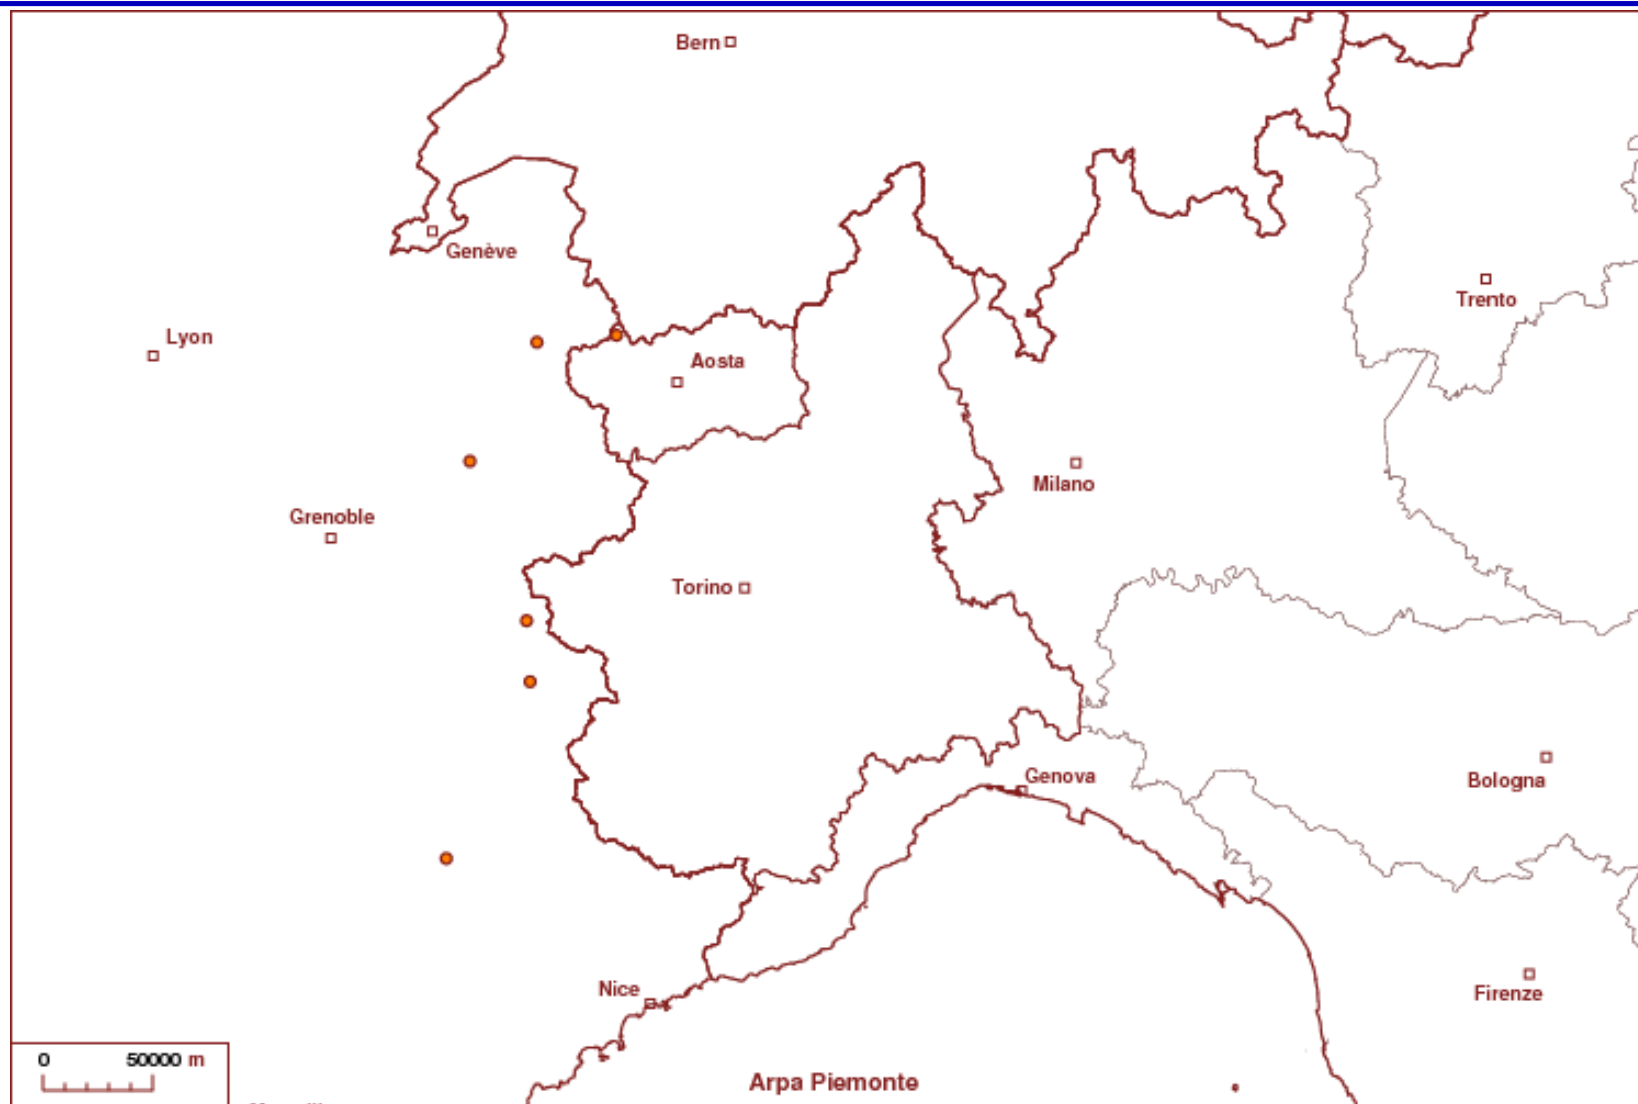 Bern
Genève
Trento
Lyon
Aosta
Milano
Grenoble
Torino
Genova
Bologna
Nice
Firenze
0 50000 m
Arpa Piemonte